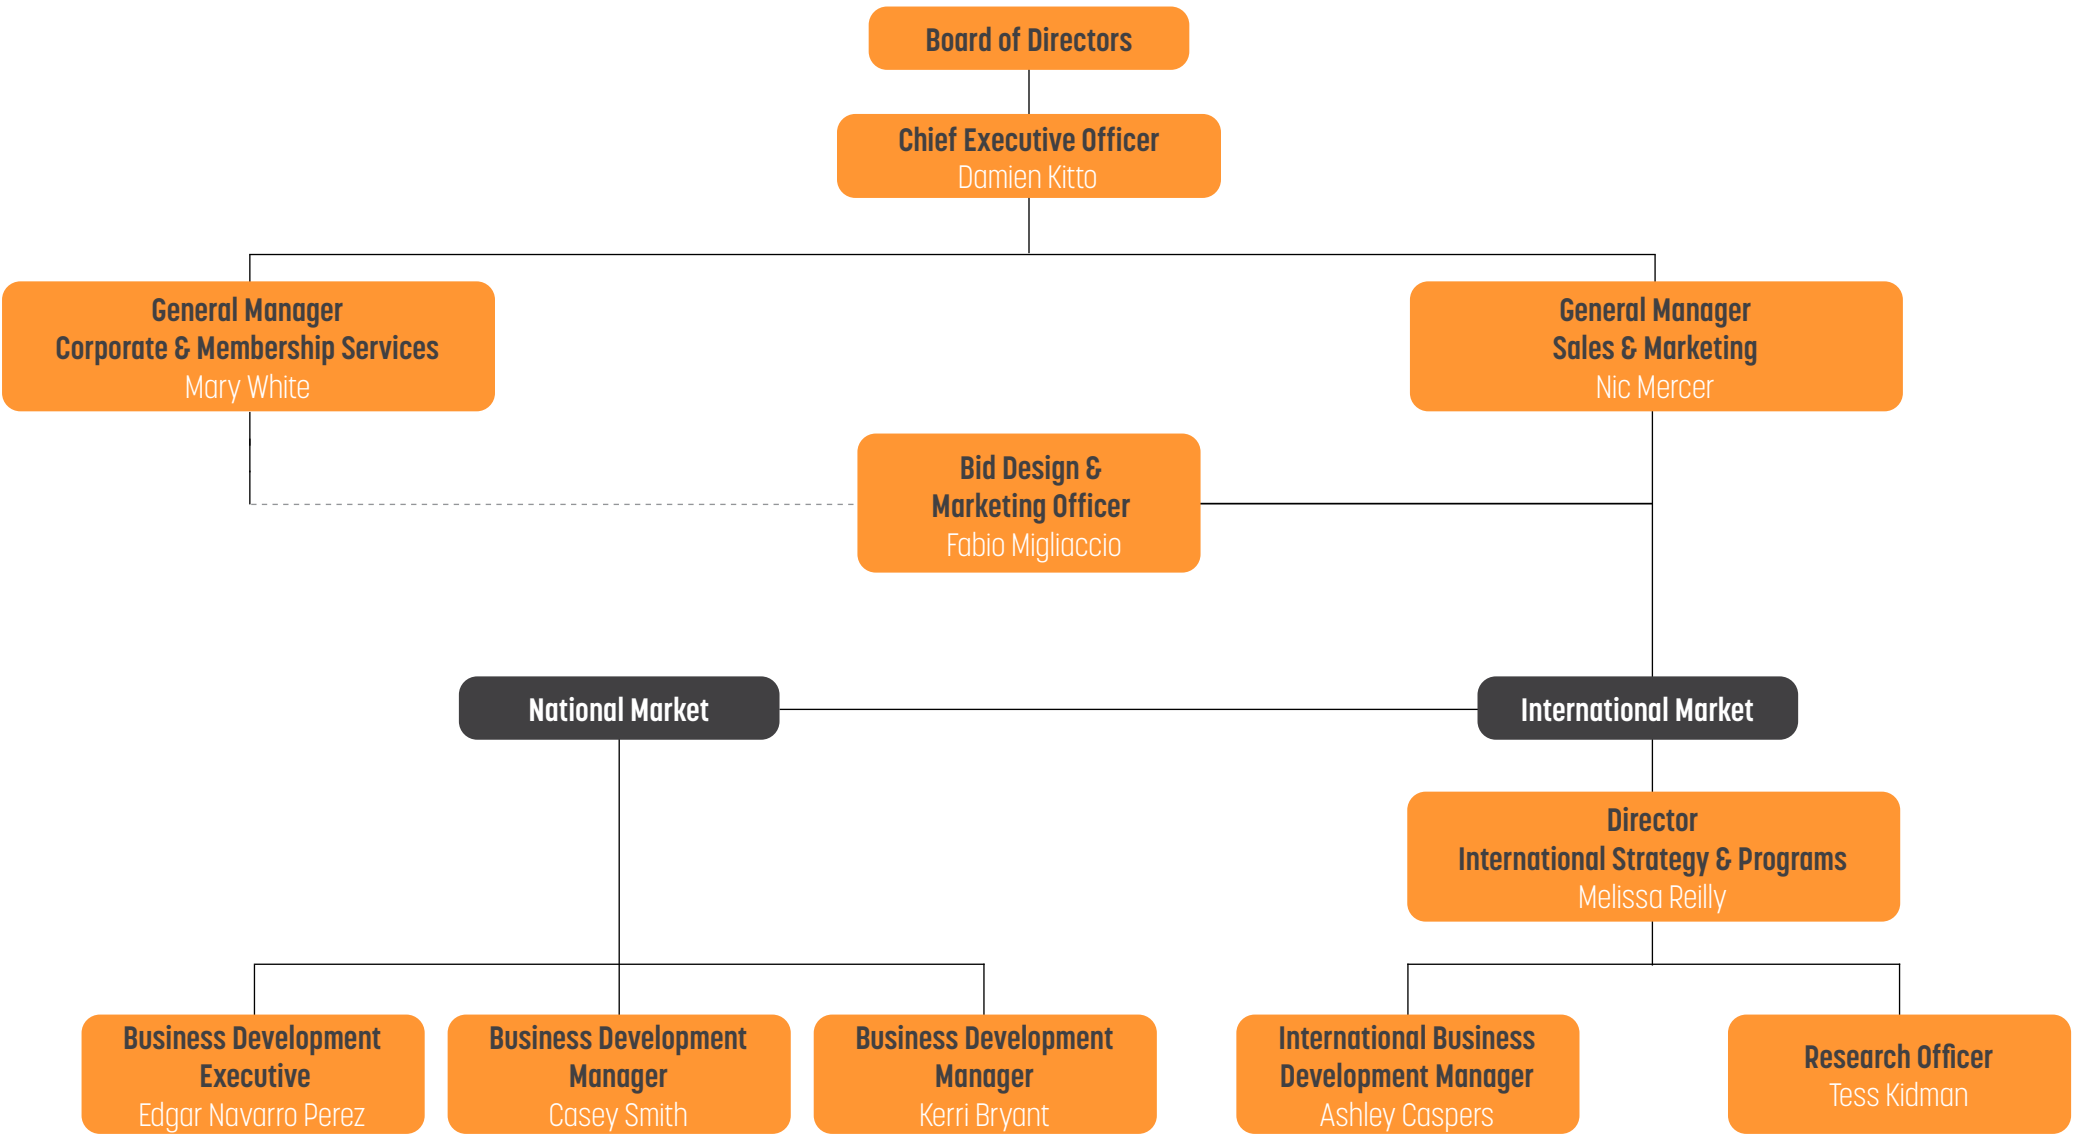 Board of Directors
Chief Executive Officer
Damien Kitto
General Manager
Corporate & Membership Services
Mary White
General Manager
Sales & Marketing
Nic Mercer
Bid Design &
Marketing Officer
Fabio Migliaccio
National Market
International Market
Director
International Strategy & Programs
Melissa Reilly
Business Development
Executive
Edgar Navarro Perez
Business Development
Manager
Casey Smith
Business Development
Manager
Kerri Bryant
International Business
Development Manager
Ashley Caspers
Research Officer
Tess Kidman